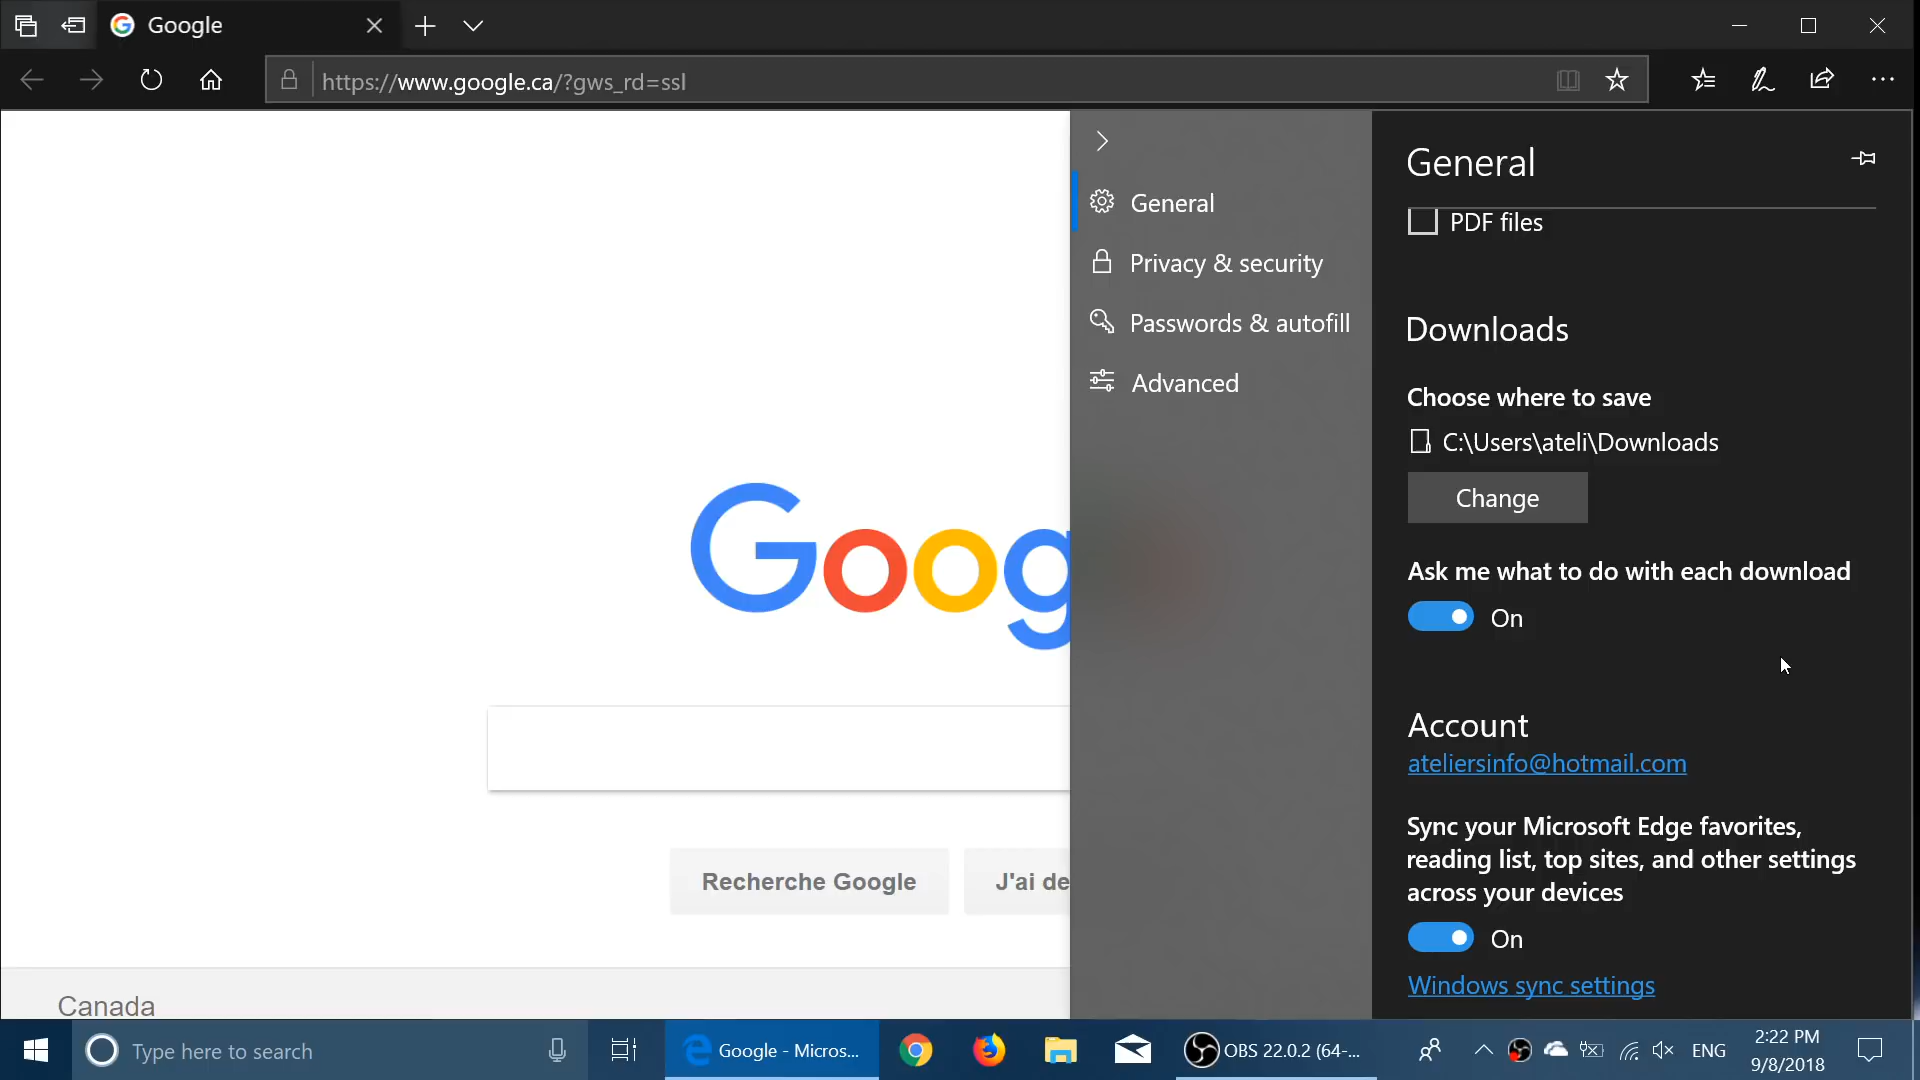 Google
https://www.google.ca/?gws_rd=ssl
General
Privacy & security
Passwords & autofill
Advanced
General
PDF files
Downloads
Choose where to save
C:\Users\ateli\Downloads
Change
Ask me what to do with each download
On
Account
ateliersinfo@hotmail.com
Sync your Microsoft Edge favorites,
reading list, top sites, and other settings
across your devices
On
Windows sync settings
Goog
Recherche Google
J'ai de
Canada
Type here to search
Google - Micros...
OBS 22.0.2 (64-...
ENG
2:22 PM
9/8/2018